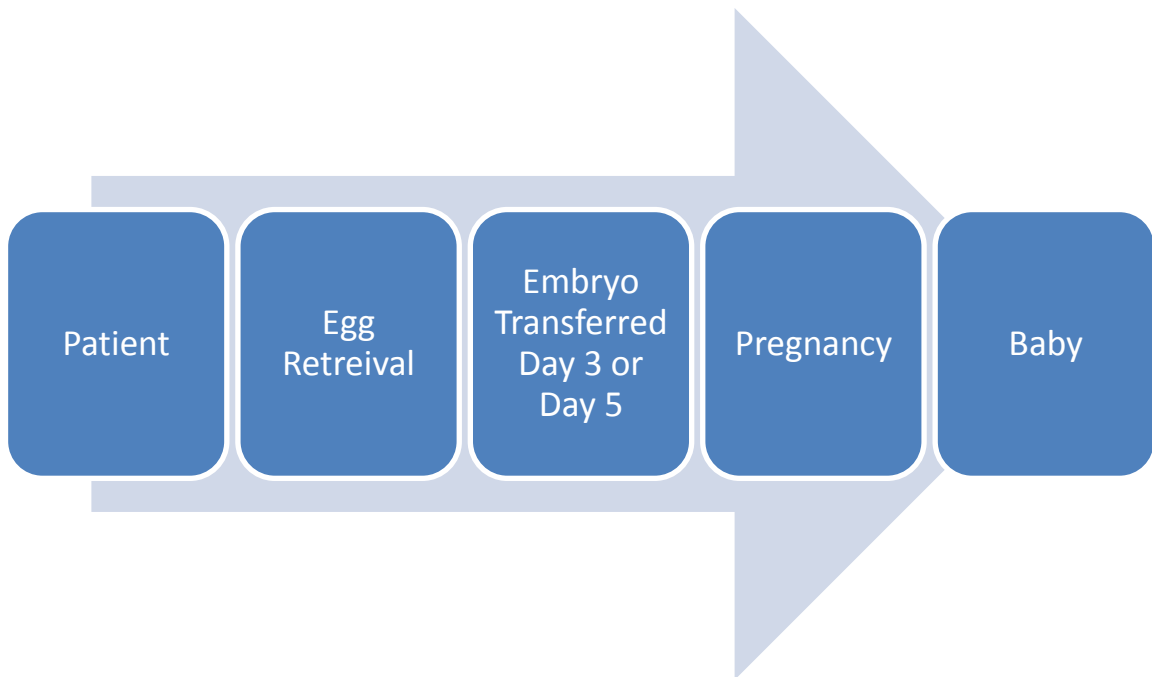 Patient
Egg
Retreival
Embryo
Transferred
Day 3 or
Day 5
Pregnancy
Baby